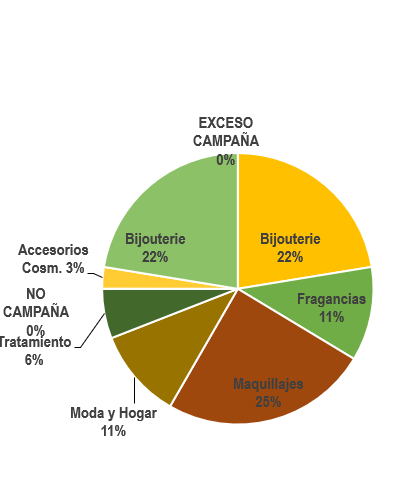 EXCESO
CAMPAÑA
0%
Bijouterie
22%
Bijouterie
22%
Accesorios
Cosm. 3%
NO
CAMPAÑA
0%
Fragancias
11%
Tratamiento
6%
Maquillajes
25%
Moda y Hogar
11%